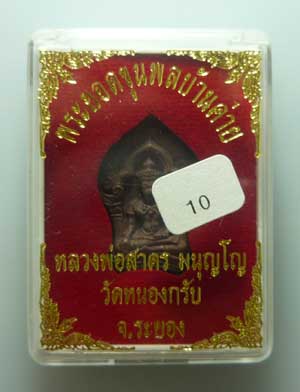 พระยอดขุนพลบ้านค่าย
10
หลวงพ่อสาคร มนุญโญ
วัดหนองกรับ
จ.ระยอง